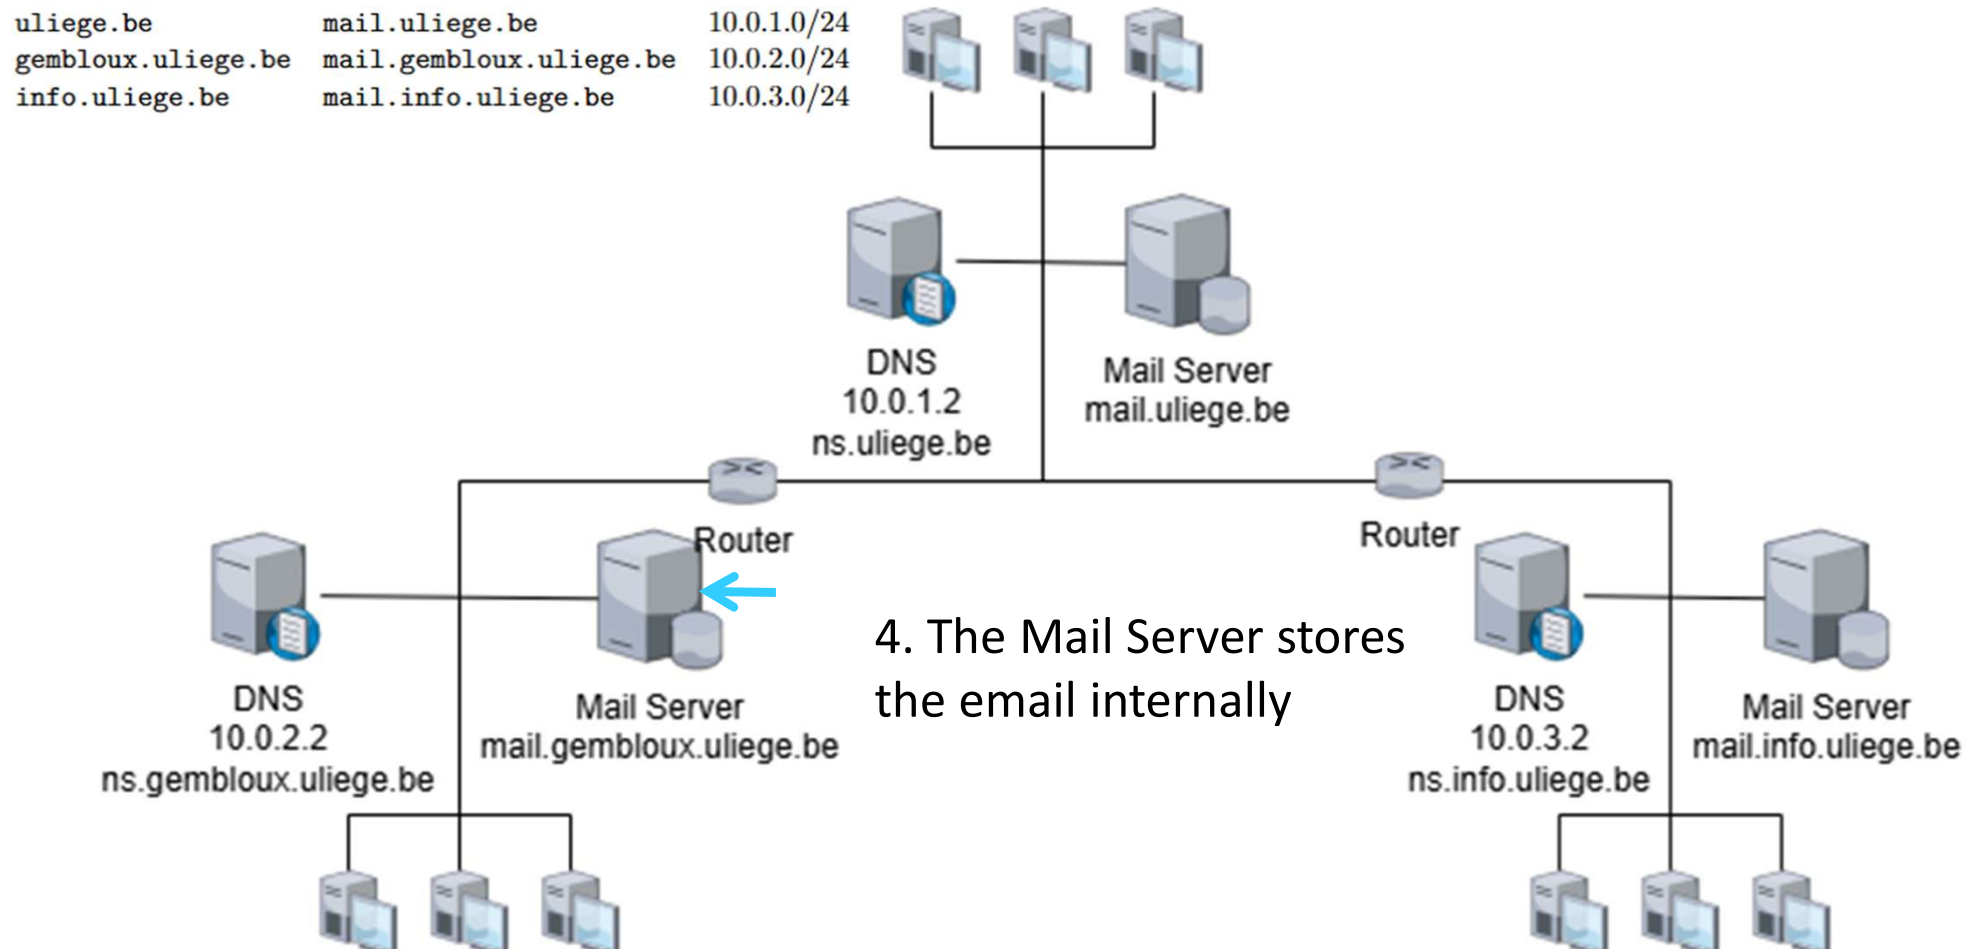 uliege.be mail.uliege.be 10.0.1.0/24
gembloux.uliege.be mail.gembloux.uliege.be 10.0.2.0/24
info.uliege.be mail.info.uliege.be 10.0.3.0/24
DNS
10.0.1.2
ns.uliege.be
Mail Server
mail.uliege.be
Router
Router
DNS
10.0.2.2
ns.gembloux.uliege.be
Mail Server
mail.gembloux.uliege.be
4. The Mail Server stores
the email internally
DNS
10.0.3.2
ns.info.uliege.be
Mail Server
mail.info.uliege.be